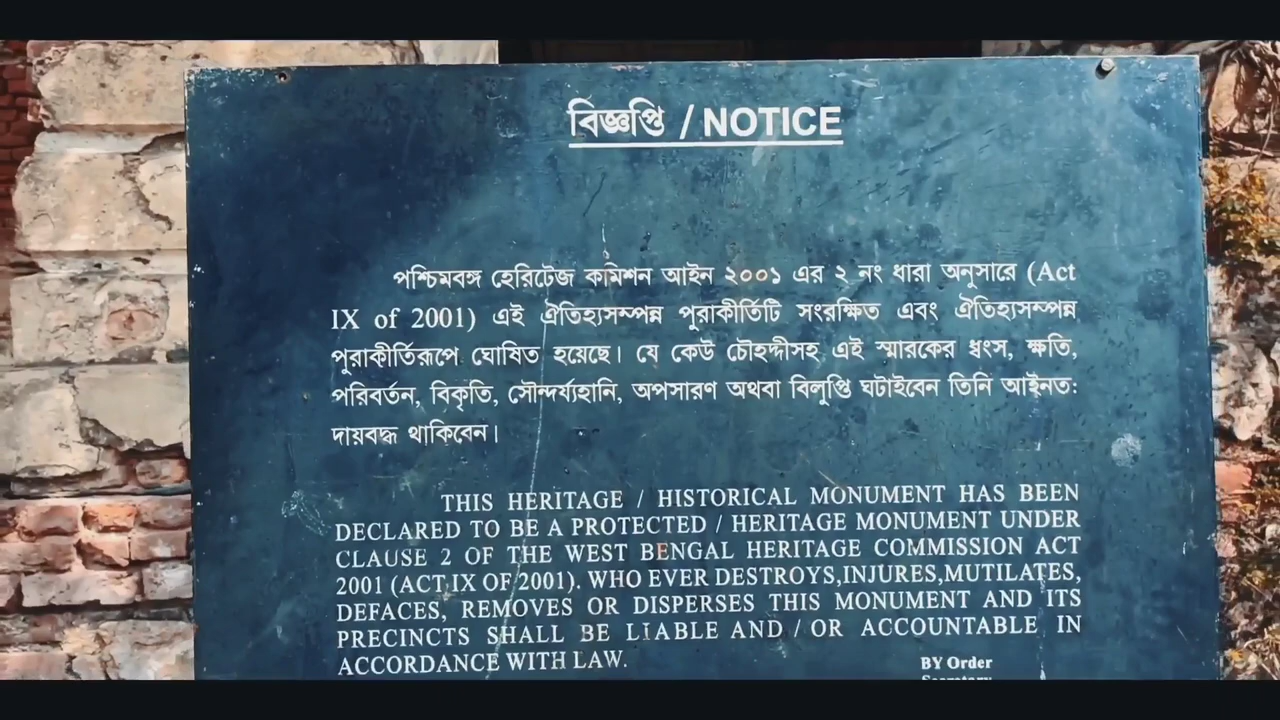 বিজ্ঞপ্তি / NOTICE
পশ্চিমবঙ্গ হেরিটেজ কমিশন আইন ২০০১ এর ২ নং ধারা অনুসারে (Act
IX of 2001) এই ঐতিহ্যসম্পন্ন পুরাকীর্তিটি সংরক্ষিত এবং ঐতিহ্যসম্পন্ন
পুরাকীর্তিরূপে ঘোষিত হয়েছে। যে কেউ চৌহদ্দীসহ এই স্মারকের ধ্বংস, ক্ষতি,
পরিবর্তন, বিকৃতি, সৌন্দর্য্যহানি, অপসারণ অথবা বিলুপ্তি ঘটাইবেন তিনি আইনত:
দায়বদ্ধ থাকিবেন।
THIS HERITAGE / HISTORICAL MONUMENT HAS BEEN
DECLARED TO BE A PROTECTED / HERITAGE MONUMENT UNDER
CLAUSE 2 OF THE WEST BENGAL HERITAGE COMMISSION ACT
2001 (ACT IX OF 2001). WHO EVER DESTROYS,INJURES,MUTILATES,
DEFACES, REMOVES OR DISPERSES THIS MONUMENT AND ITS
PRECINCTS SHALL BE LIABLE AND / OR ACCOUNTABLE IN
ACCORDANCE WITH LAW.
BY Order